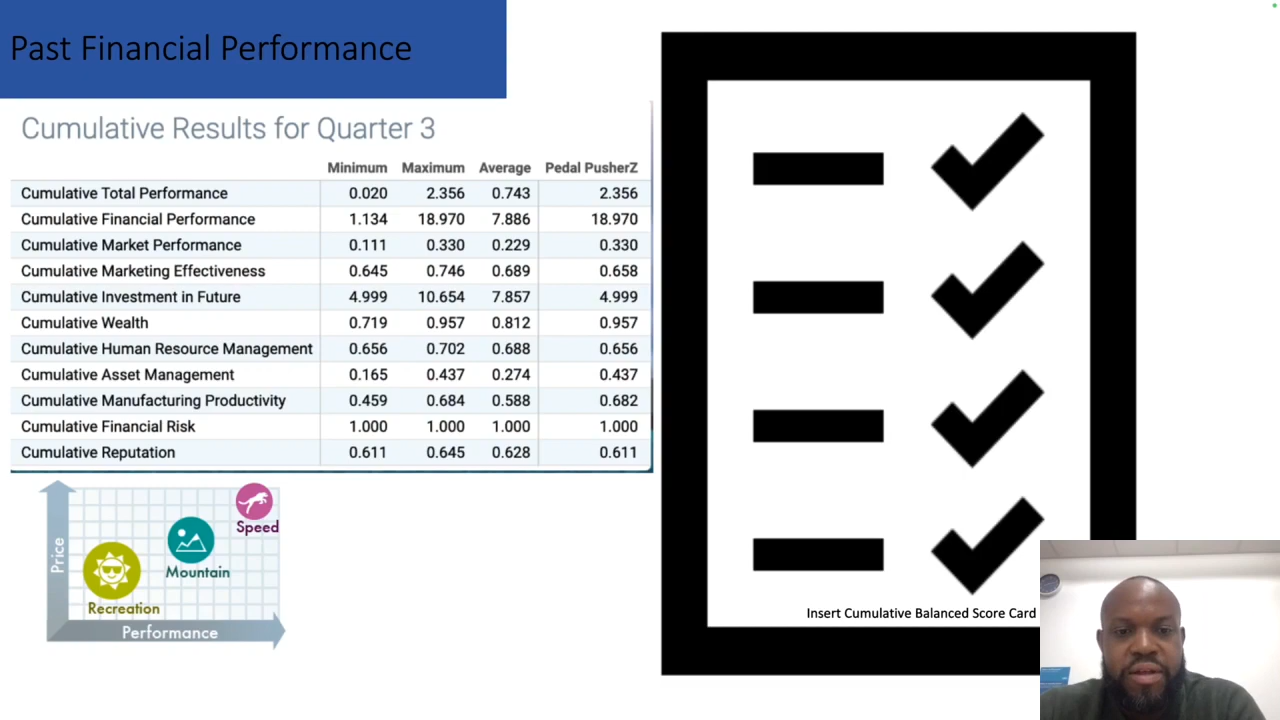 Past Financial Performance
Cumulative Results for Quarter 3
Minimum Maximum Average Pedal PusherZ
Cumulative Total Performance 0.020 2.356 0.743 2.356
Cumulative Financial Performance 1.134 18.970 7.886 18.970
Cumulative Market Performance 0.111 0.330 0.229 0.330
Cumulative Marketing Effectiveness 0.645 0.746 0.689 0.658
Cumulative Investment in Future 4.999 10.654 7.857 4.999
Cumulative Wealth 0.719 0.957 0.812 0.957
Cumulative Human Resource Management 0.656 0.702 0.688 0.656
Cumulative Asset Management 0.165 0.437 0.274 0.437
Cumulative Manufacturing Productivity 0.459 0.684 0.588 0.682
Cumulative Financial Risk 1.000 1.000 1.000 1.000
Cumulative Reputation 0.611 0.645 0.628 0.611
Price
Speed
Mountain
Recreation
Performance
Insert Cumulative Balanced Score Card